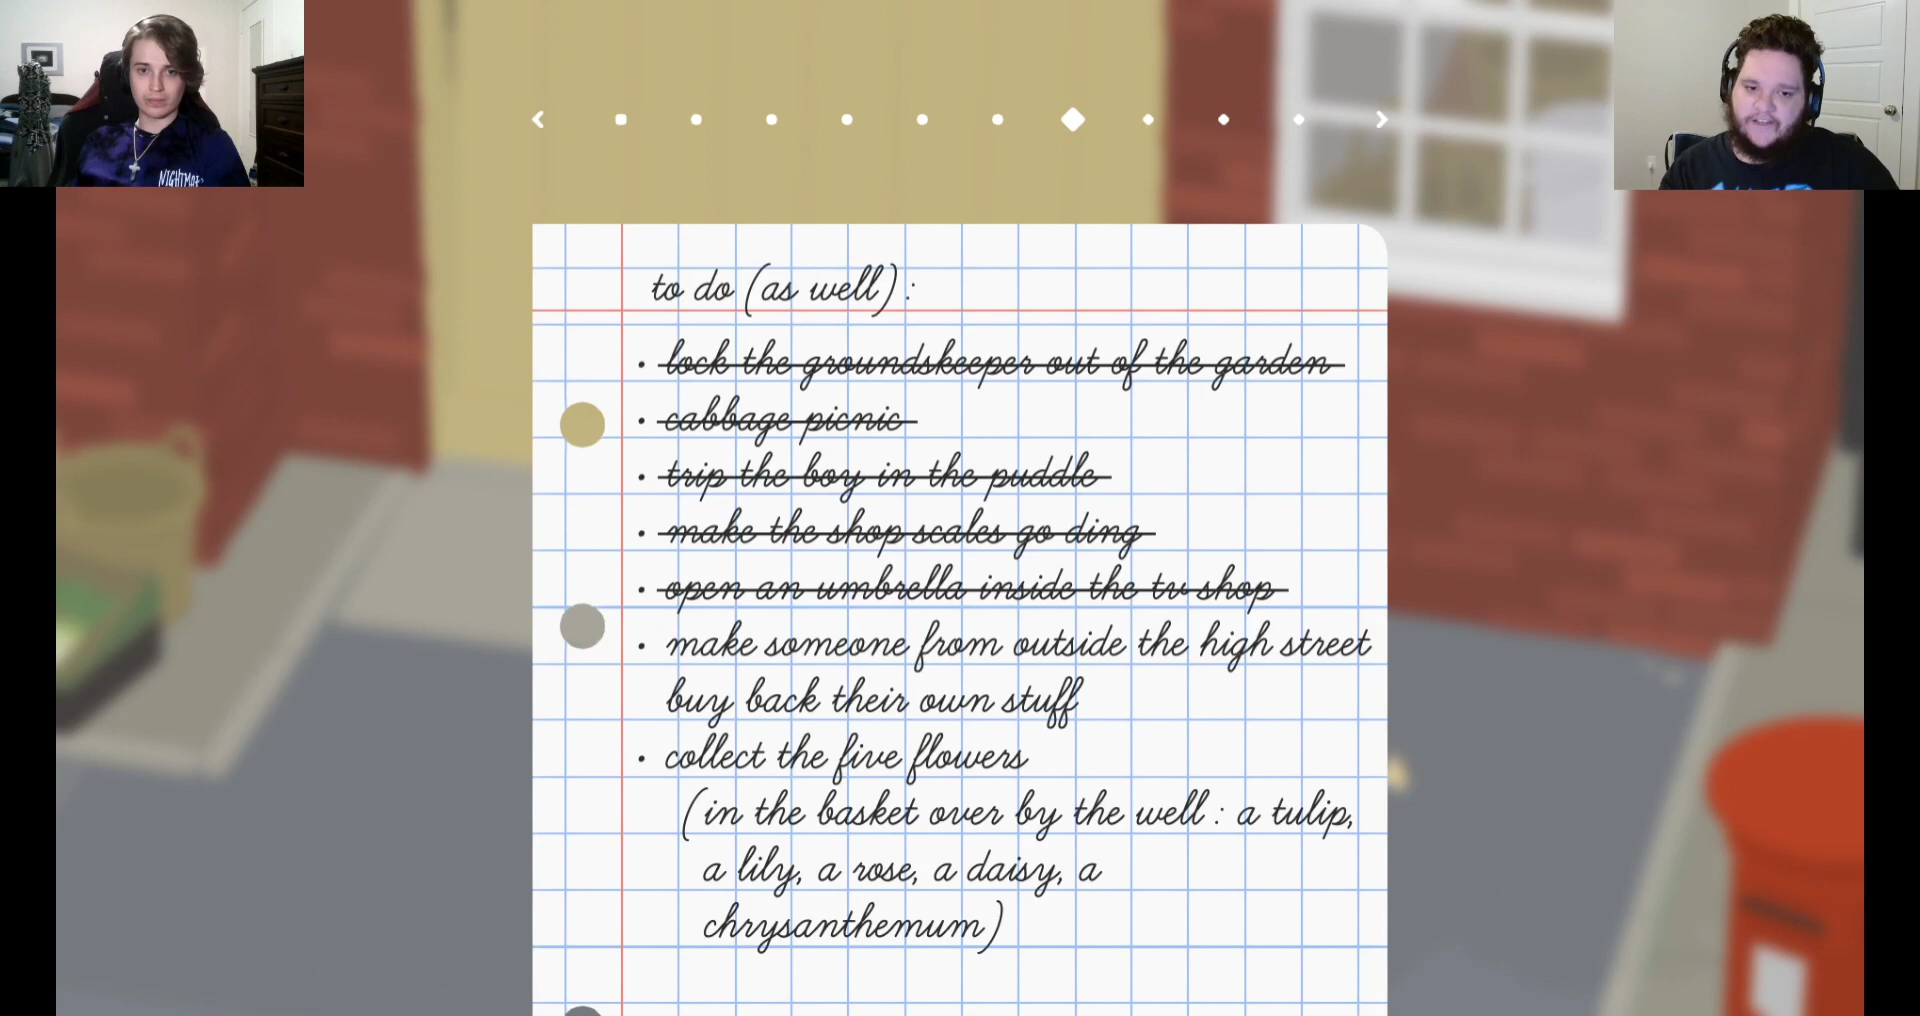 NIGHTMA
to do (as well) :
• lock the groundskeeper out of the garden
• cabbage picnic
• trip the boy in the puddle
• make the shop scales go ding
• open an umbrella inside the tv shop
• make someone from outside the high street
buy back their own stuff
• collect the five flowers
(in the basket over by the well : a tulip,
a lily, a rose, a daisy, a
chrysanthemum)